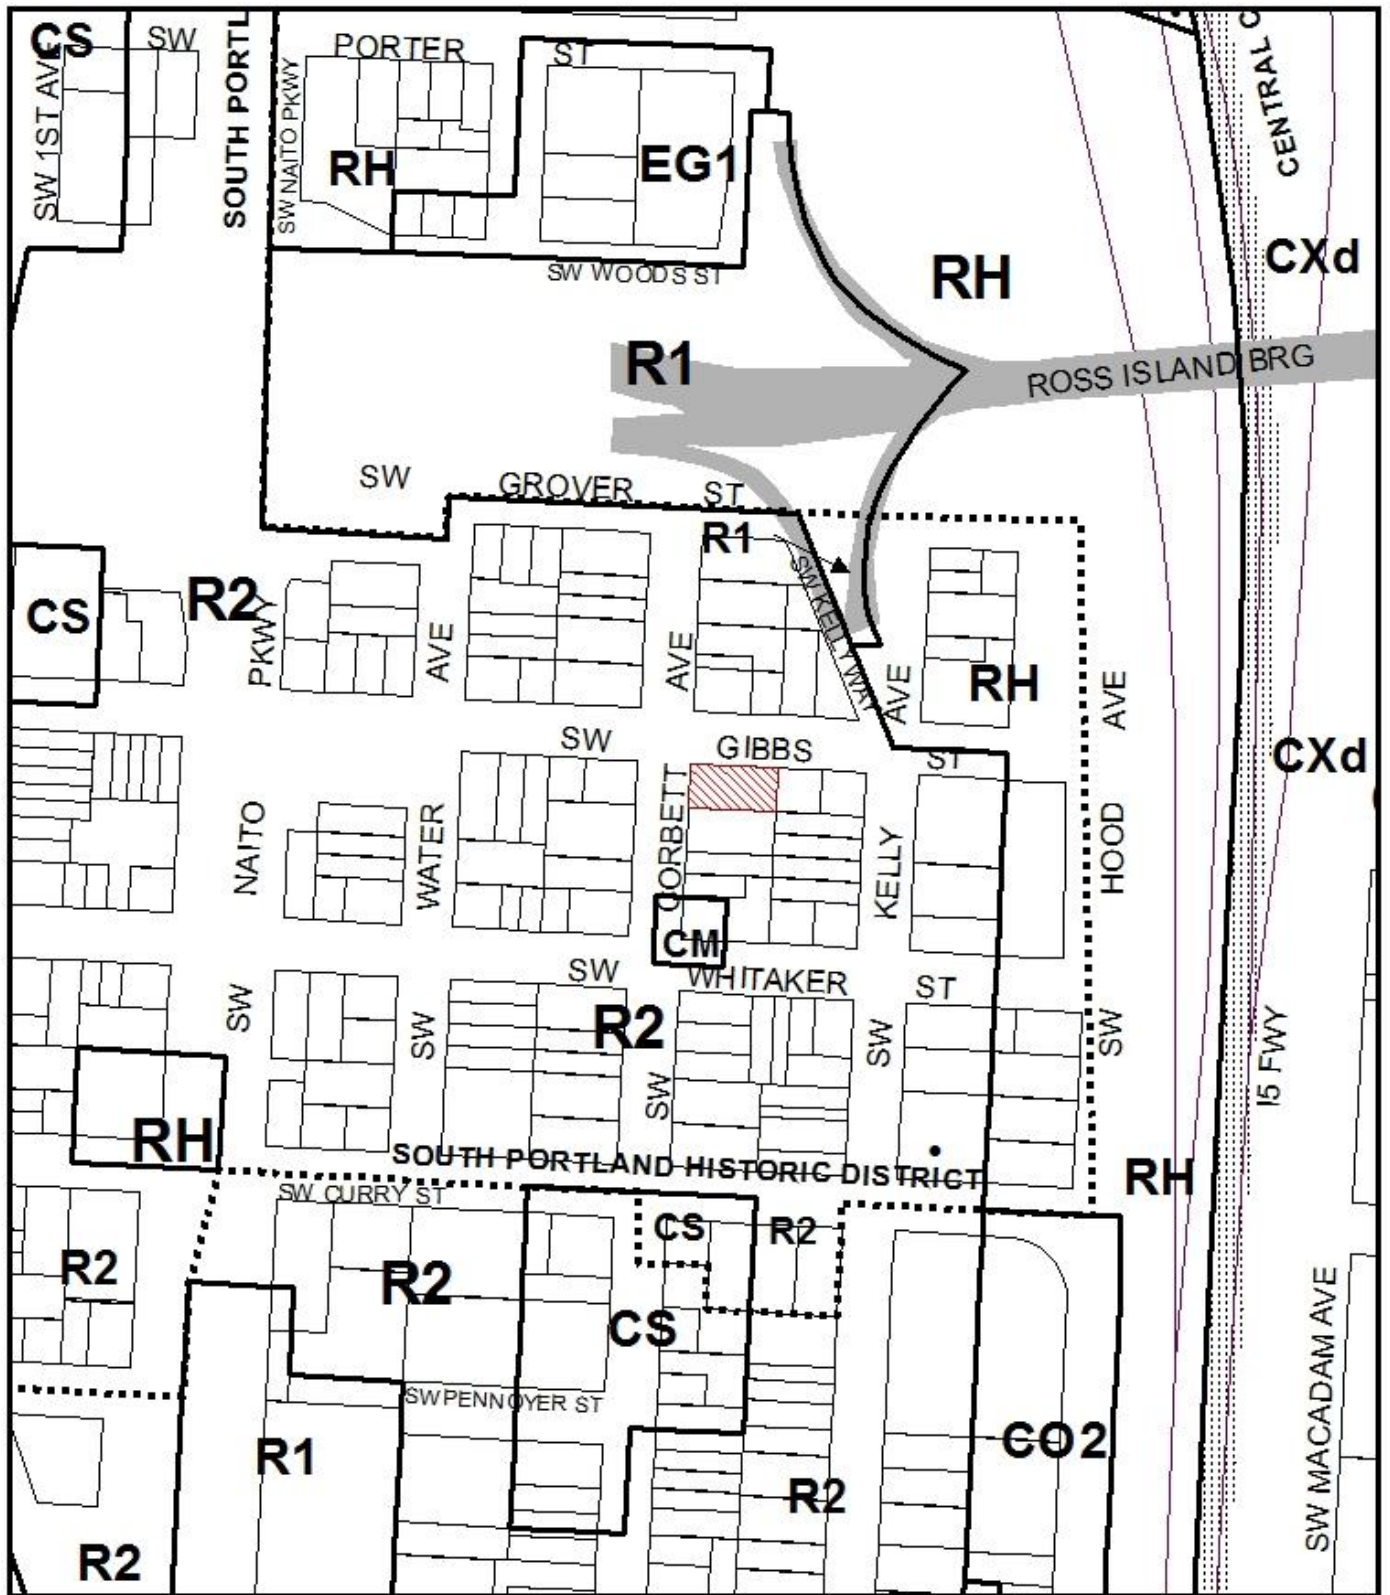 CS
SW
PORTER
ST
SW 1ST AVE
SOUTH PORTL
SW NAITO PKWY
RH
EG1
CENTRAL C
CXd
SW WOODS ST
RH
R1
ROSS ISLAND BRG
SW
GROVER
ST
R1
CS
R2
PKWY
AVE
AVE
SW KELLY WAY
AVE
RH
AVE
SW
GIBBS
ST
CXd
NAITO
WATER
CORBETT
KELLY
HOOD
CM
SW
WHITAKER
ST
SW
SW
R2
SW
SW
SW
I5 FWY
RH
SOUTH PORTLAND HISTORIC DISTRICT
RH
SW CURRY ST
CS
R2
R2
R2
CS
SW MACADAM AVE
SW PENNOYER ST
R1
CO2
R2
R2